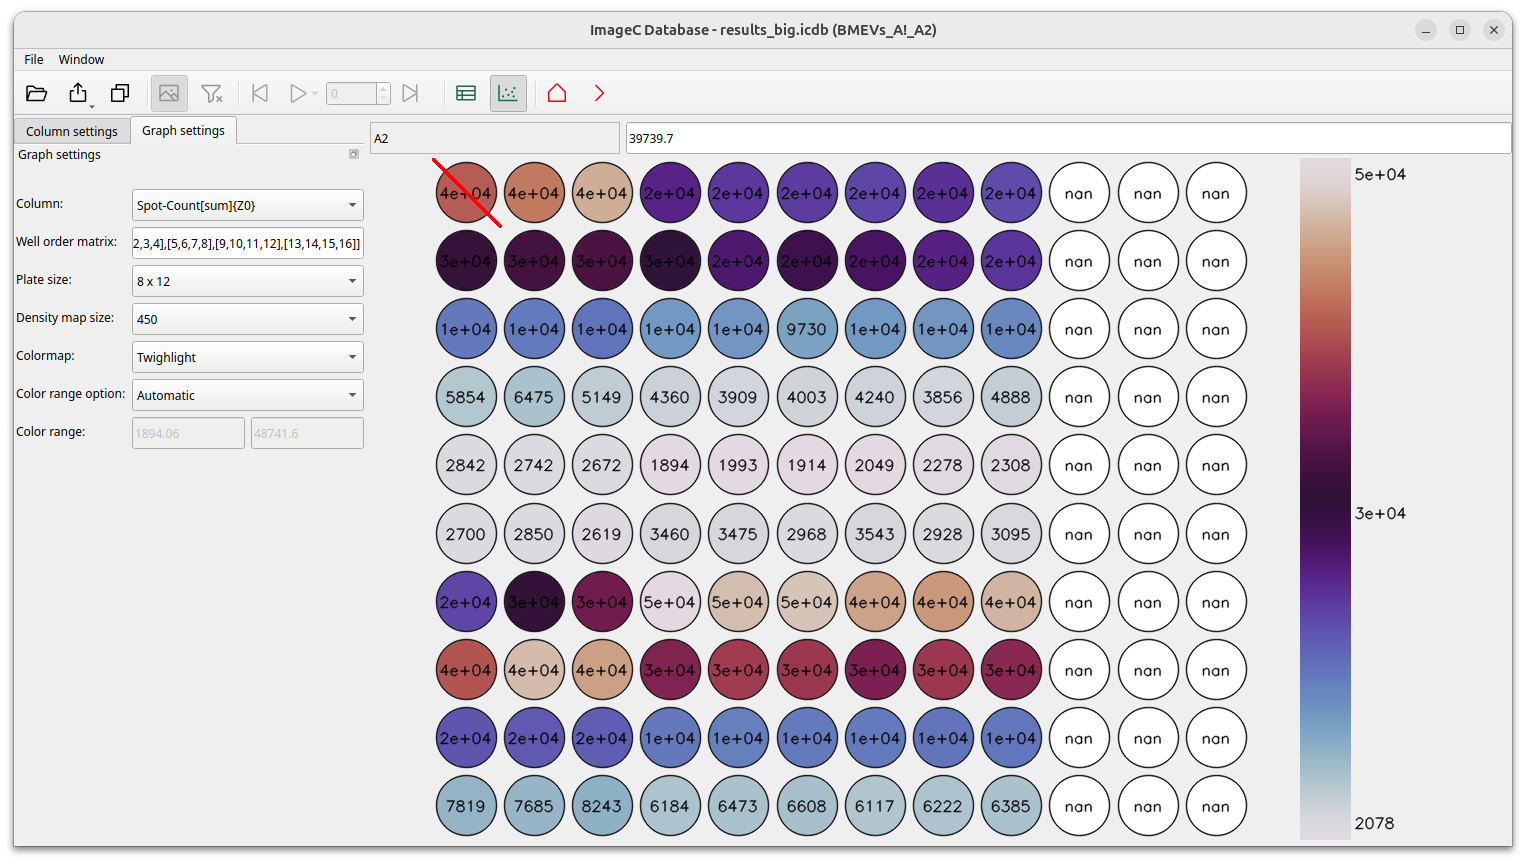 ImageC Database - results_big.icdb (BMEVs_A!_A2)
File Window
0
Column settings Graph settings
A2 39739.7
Graph settings
Column: Spot-Count[sum]{Z0}
Well order matrix: 2,3,4],[5,6,7,8],[9,10,11,12],[13,14,15,16]]
Plate size: 8 x 12
Density map size: 450
Colormap: Twighlight
Color range option: Automatic
Color range: 1894.06 48741.6
4e+04 4e+04 4e+04 2e+04 2e+04 2e+04 2e+04 2e+04 2e+04 nan nan nan
3e+04 3e+04 3e+04 3e+04 2e+04 2e+04 2e+04 2e+04 2e+04 nan nan nan
1e+04 1e+04 1e+04 1e+04 1e+04 9730 1e+04 1e+04 1e+04 nan nan nan
5854 6475 5149 4360 3909 4003 4240 3856 4888 nan nan nan
2842 2742 2672 1894 1993 1914 2049 2278 2308 nan nan nan
2700 2850 2619 3460 3475 2968 3543 2928 3095 nan nan nan
2e+04 3e+04 3e+04 5e+04 5e+04 5e+04 4e+04 4e+04 4e+04 nan nan nan
4e+04 4e+04 4e+04 3e+04 3e+04 3e+04 3e+04 3e+04 3e+04 nan nan nan
2e+04 2e+04 2e+04 1e+04 1e+04 1e+04 1e+04 1e+04 1e+04 nan nan nan
7819 7685 8243 6184 6473 6608 6117 6222 6385 nan nan nan
5e+04
3e+04
2078